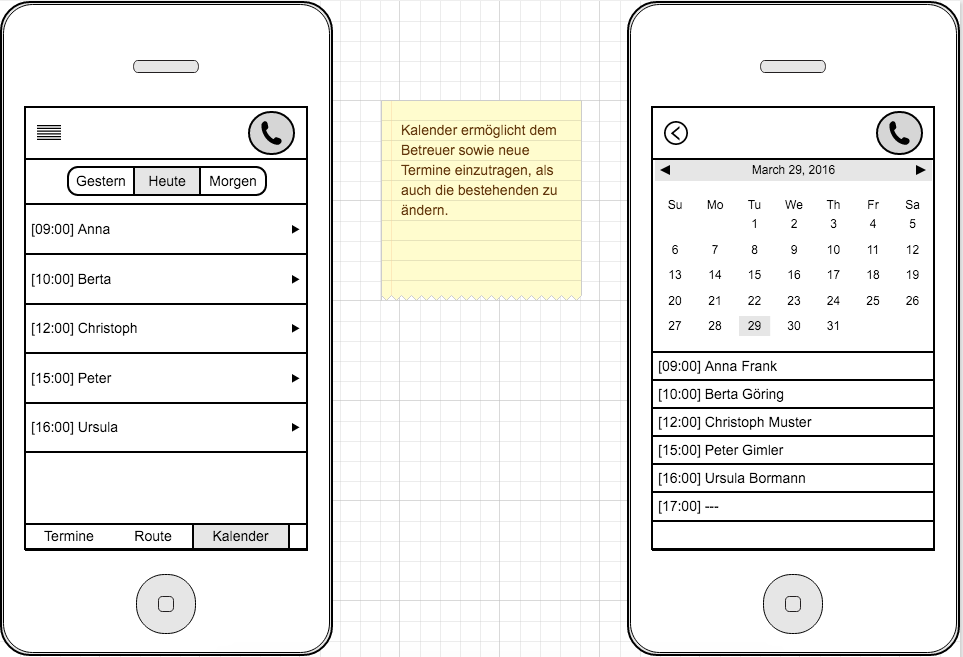 Gestern Heute Morgen
[09:00] Anna
[10:00] Berta
[12:00] Christoph
[15:00] Peter
[16:00] Ursula
Termine Route Kalender
Kalender ermöglicht dem
Betreuer sowie neue
Termine einzutragen, als
auch die bestehenden zu
ändern.
March 29, 2016
Su Mo Tu We Th Fr Sa
1 2 3 4 5
6 7 8 9 10 11 12
13 14 15 16 17 18 19
20 21 22 23 24 25 26
27 28 29 30 31
[09:00] Anna Frank
[10:00] Berta Göring
[12:00] Christoph Muster
[15:00] Peter Gimler
[16:00] Ursula Bormann
[17:00] ---